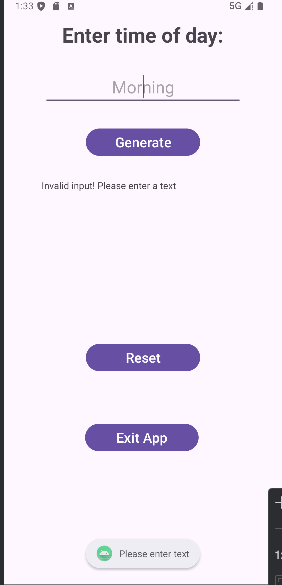 1:33
5G
Enter time of day:
Morning
Generate
Invalid input! Please enter a text
Reset
Exit App
Please enter text